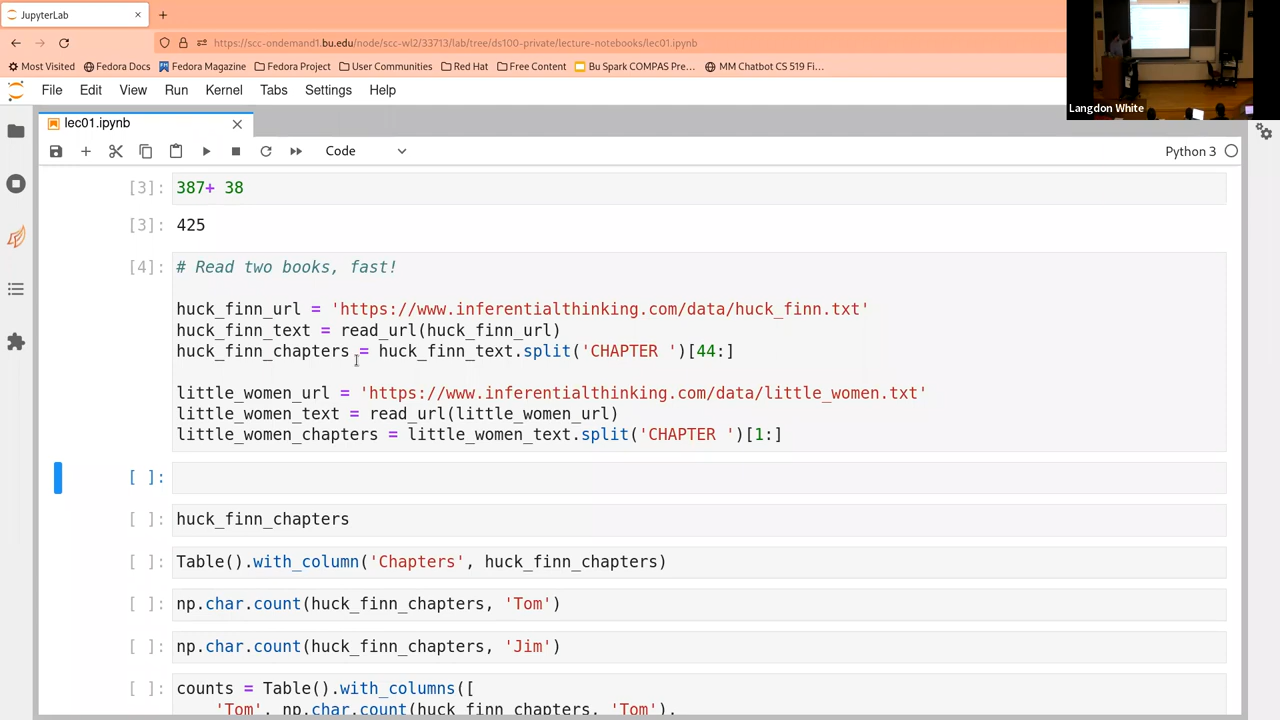 JupyterLab
https://scc-ondemand1.bu.edu/node/scc-wl2/33713/lab/tree/ds100-private/lecture-notebooks/lec01.ipynb
Most Visited Fedora Docs Fedora Magazine Fedora Project User Communities Red Hat Free Content Bu Spark COMPAS Pre… MM Chatbot CS 519 Fi…
Langdon White
File Edit View Run Kernel Tabs Settings Help
lec01.ipynb
Code
Python 3
[3]: 387+ 38
[3]: 425
[4]: # Read two books, fast!
huck_finn_url = 'https://www.inferentialthinking.com/data/huck_finn.txt'
huck_finn_text = read_url(huck_finn_url)
huck_finn_chapters = huck_finn_text.split('CHAPTER ')[44:]
little_women_url = 'https://www.inferentialthinking.com/data/little_women.txt'
little_women_text = read_url(little_women_url)
little_women_chapters = little_women_text.split('CHAPTER ')[1:]
[ ]:
[ ]: huck_finn_chapters
[ ]: Table().with_column('Chapters', huck_finn_chapters)
[ ]: np.char.count(huck_finn_chapters, 'Tom')
[ ]: np.char.count(huck_finn_chapters, 'Jim')
[ ]: counts = Table().with_columns([
'Tom', np.char.count(huck_finn_chapters, 'Tom'),